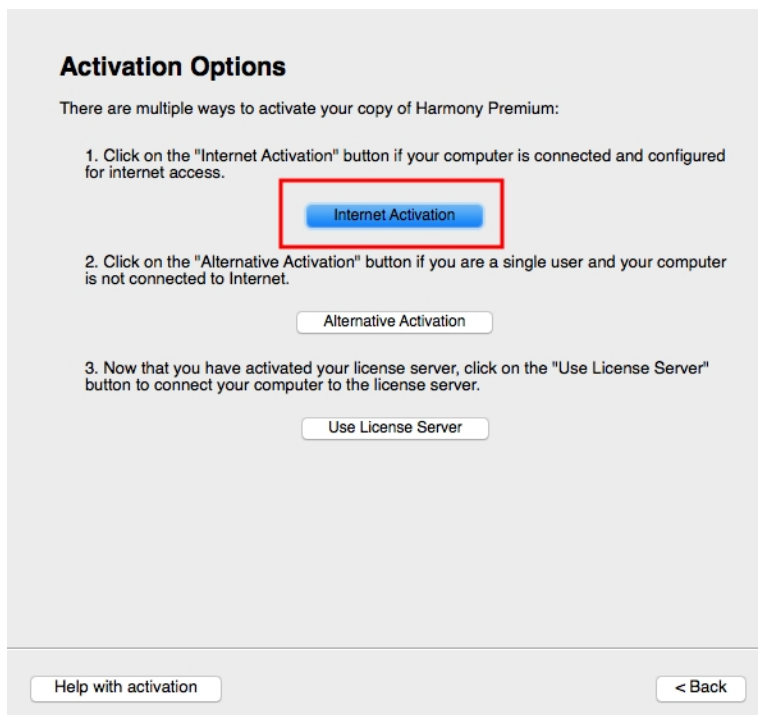 Activation Options
There are multiple ways to activate your copy of Harmony Premium:
1. Click on the "Internet Activation" button if your computer is connected and configured
for internet access.
Internet Activation
2. Click on the "Alternative Activation" button if you are a single user and your computer
is not connected to Internet.
Alternative Activation
3. Now that you have activated your license server, click on the "Use License Server"
button to connect your computer to the license server.
Use License Server
Help with activation
< Back